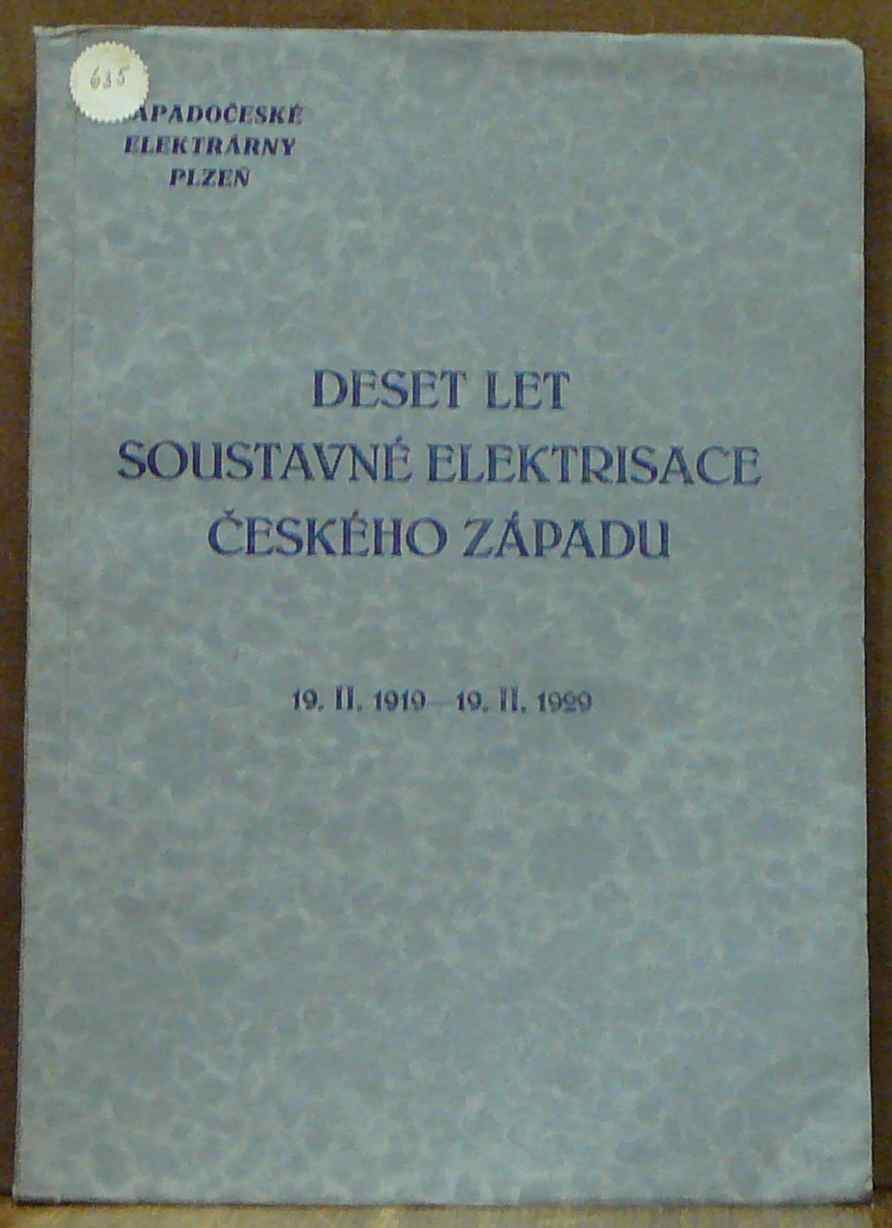 635
ÁPADOČESKÉ
ELEKTRÁRNY
PLZEŇ
DESET LET
SOUSTAVNÉ ELEKTRISACE
ČESKÉHO ZÁPADU
19. II. 1919 — 19. II. 1929